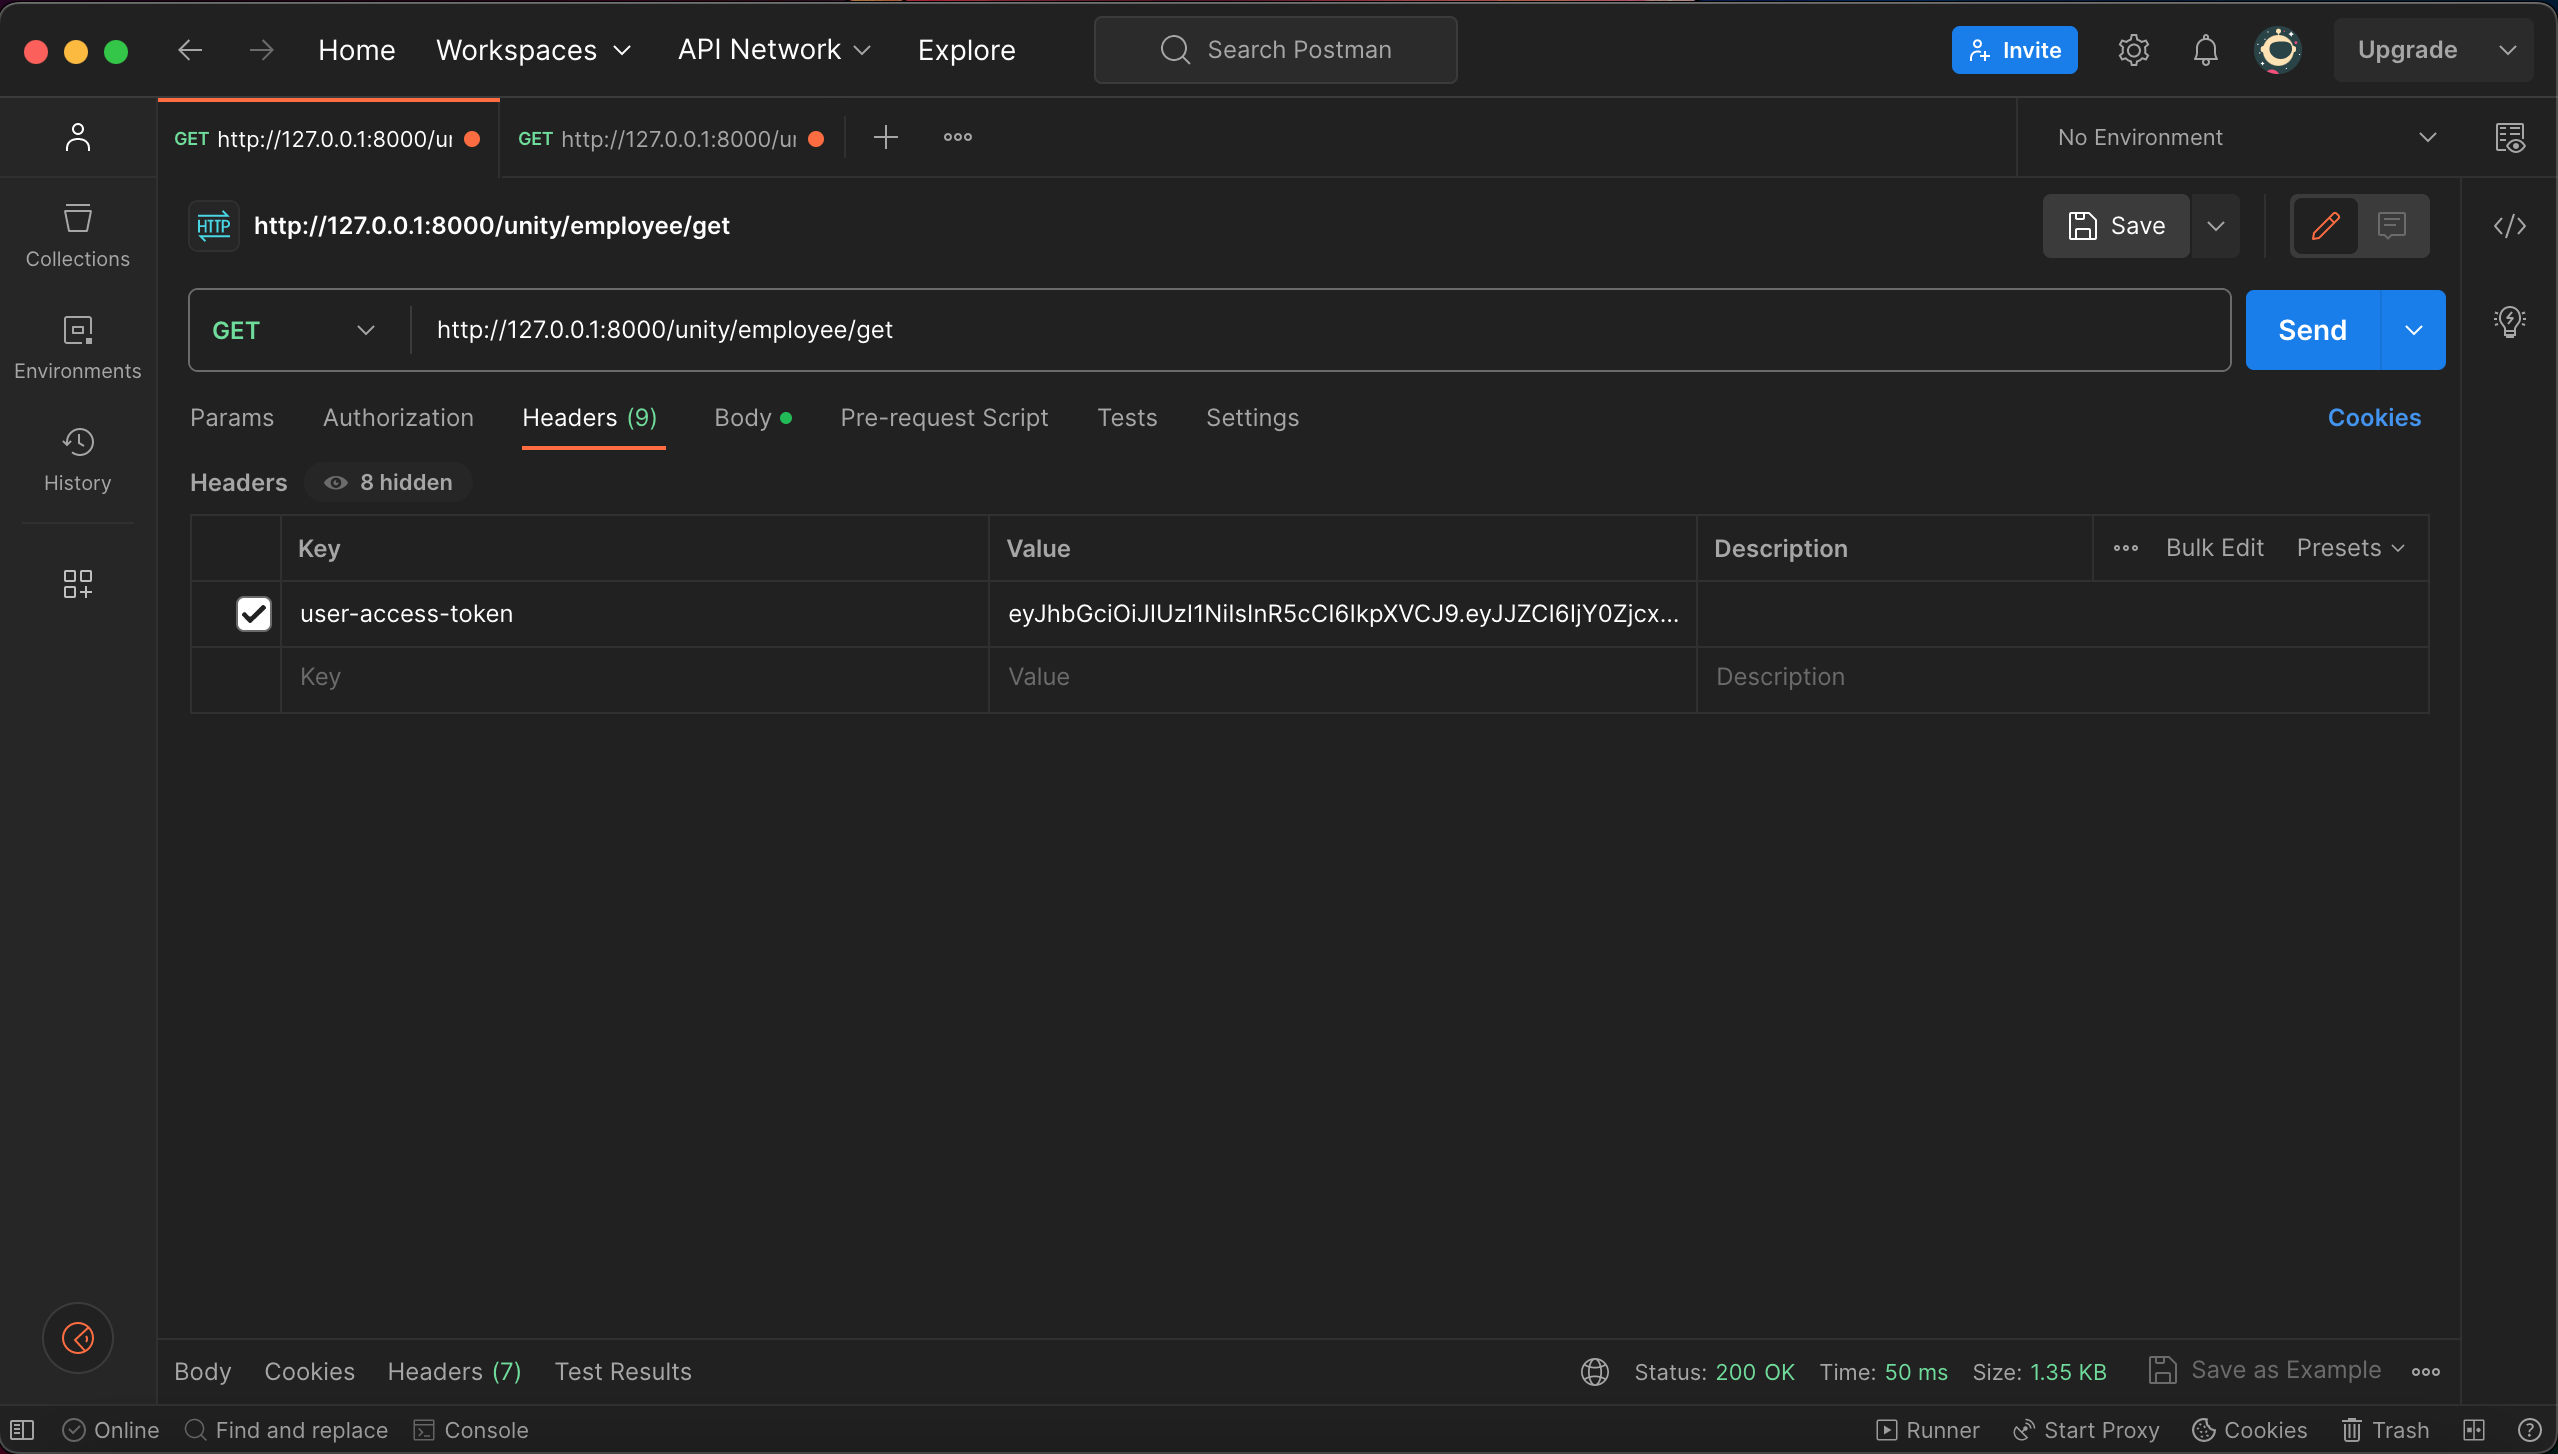 Home Workspaces API Network Explore Search Postman Invite Upgrade
GET http://127.0.0.1:8000/ui GET http://127.0.0.1:8000/ui No Environment
HTTP http://127.0.0.1:8000/unity/employee/get Save
Collections
GET http://127.0.0.1:8000/unity/employee/get Send
Environments
Params Authorization Headers (9) Body Pre-request Script Tests Settings Cookies
Headers 8 hidden
History
Key Value Description Bulk Edit Presets
user-access-token eyJhbGciOiJIUzI1NiIsInR5cCI6IkpXVCJ9.eyJJZCI6IjY0Zjcx...
Key Value Description
Body Cookies Headers (7) Test Results Status: 200 OK Time: 50 ms Size: 1.35 KB Save as Example
Online Find and replace Console Runner Start Proxy Cookies Trash